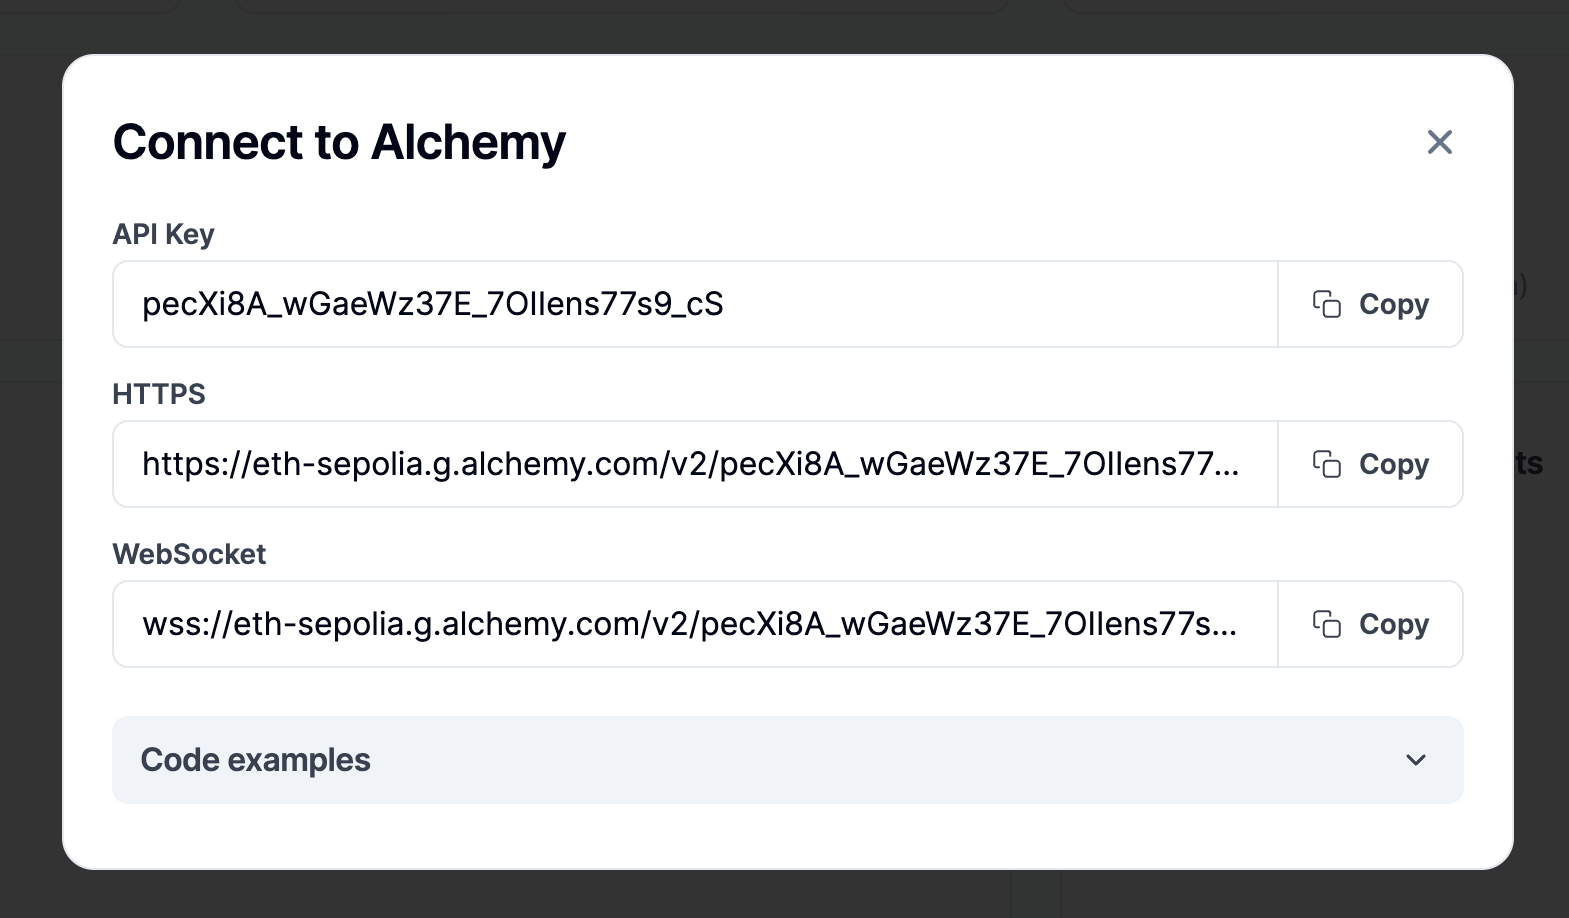 Connect to Alchemy
API Key
pecXi8A_wGaeWz37E_7OIlens77s9_cS
Copy
HTTPS
https://eth-sepolia.g.alchemy.com/v2/pecXi8A_wGaeWz37E_7OIlens77...
Copy
WebSocket
wss://eth-sepolia.g.alchemy.com/v2/pecXi8A_wGaeWz37E_7OIlens77s...
Copy
Code examples